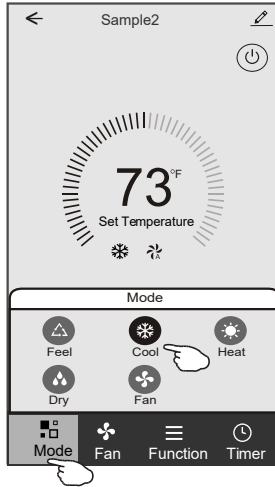 Sample2
73°F
Set Temperature
A
Mode
Feel Cool Heat
Dry Fan
Mode Fan Function Timer